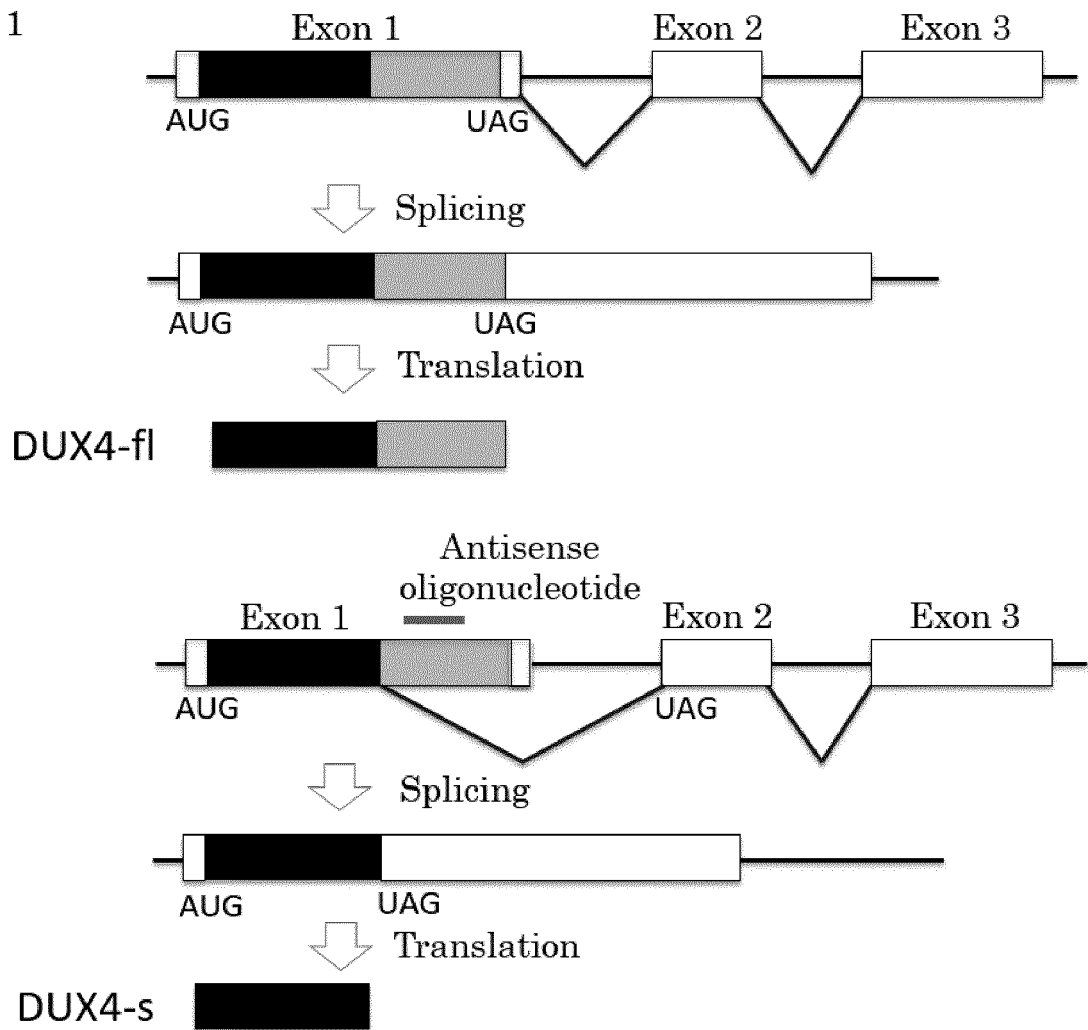 1
Exon 1 Exon 2 Exon 3
AUG UAG
Splicing
AUG UAG
Translation
DUX4-fl
Antisense
oligonucleotide
Exon 1 Exon 2 Exon 3
AUG UAG
Splicing
AUG UAG
Translation
DUX4-s